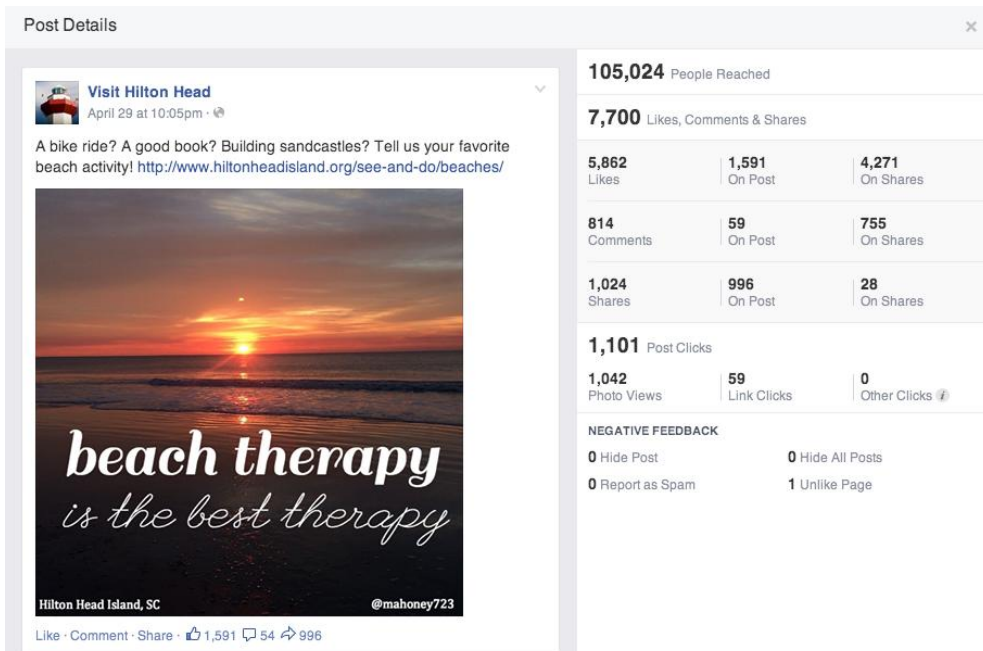 Post Details
Visit Hilton Head
April 29 at 10:05pm ·
A bike ride? A good book? Building sandcastles? Tell us your favorite
beach activity! http://www.hiltonheadisland.org/see-and-do/beaches/
beach therapy
is the best therapy
Hilton Head Island, SC @mahoney723
Like · Comment · Share · 1,591 54 996
105,024 People Reached
7,700 Likes, Comments & Shares
5,862 1,591 4,271
Likes On Post On Shares
814 59 755
Comments On Post On Shares
1,024 996 28
Shares On Post On Shares
1,101 Post Clicks
1,042 59 0
Photo Views Link Clicks Other Clicks i
NEGATIVE FEEDBACK
0 Hide Post 0 Hide All Posts
0 Report as Spam 1 Unlike Page